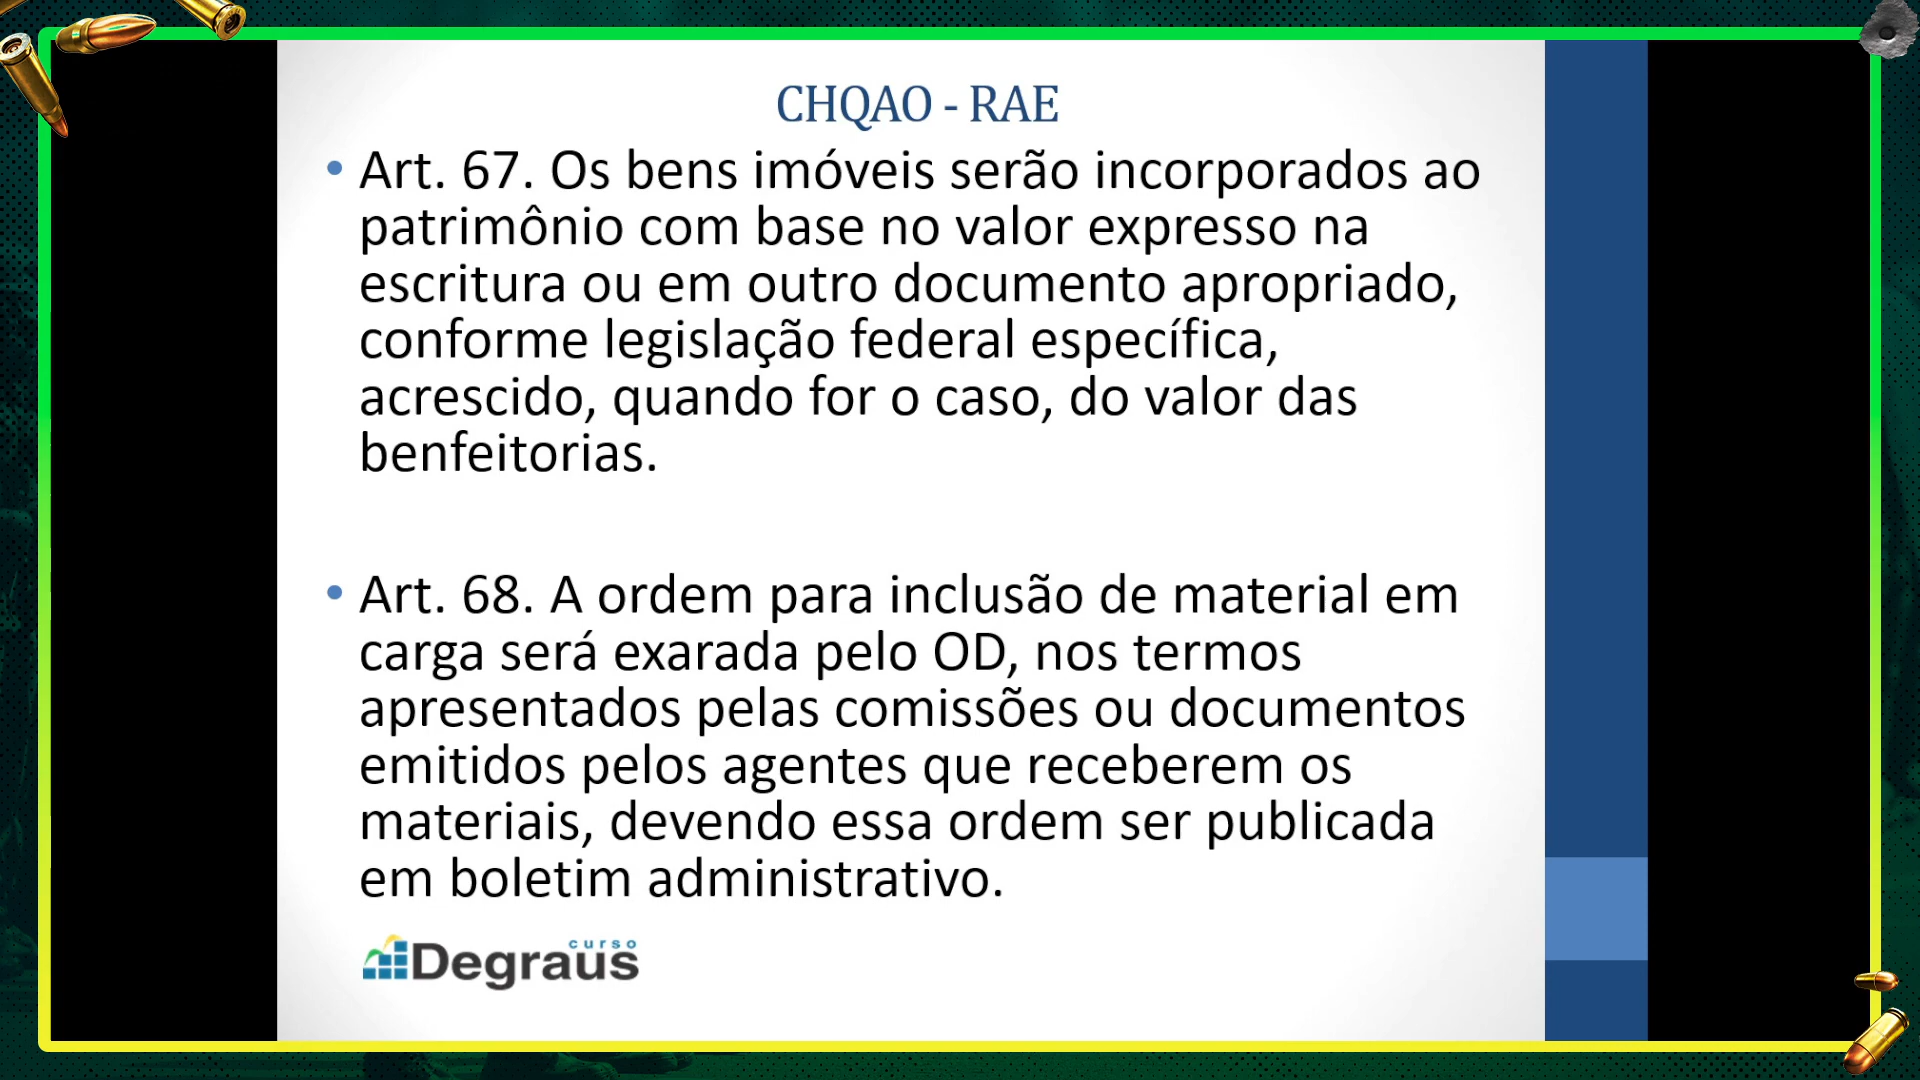 CHQAO - RAE
• Art. 67. Os bens imóveis serão incorporados ao
patrimônio com base no valor expresso na
escritura ou em outro documento apropriado,
conforme legislação federal específica,
acrescido, quando for o caso, do valor das
benfeitorias.
• Art. 68. A ordem para inclusão de material em
carga será exarada pelo OD, nos termos
apresentados pelas comissões ou documentos
emitidos pelos agentes que receberem os
materiais, devendo essa ordem ser publicada
em boletim administrativo.
curso
Degraus